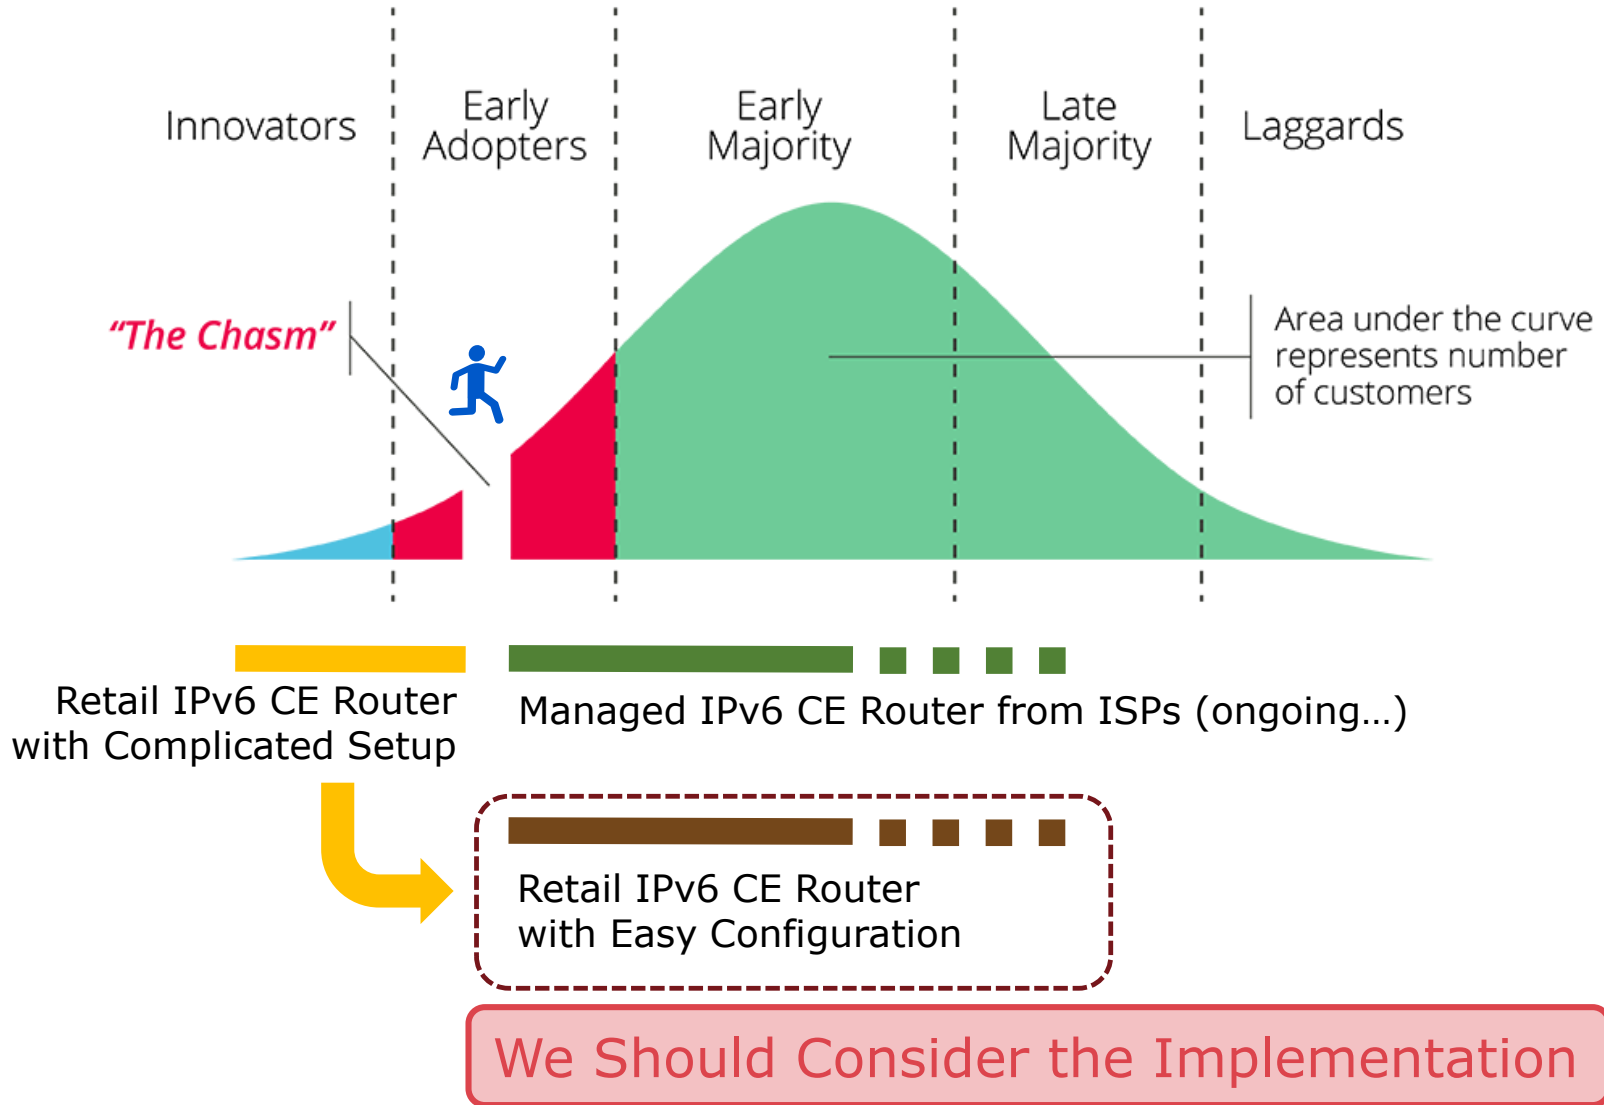 Innovators
Early
Adopters
Early
Majority
Late
Majority
Laggards
“The Chasm”
Area under the curve
represents number
of customers
Retail IPv6 CE Router
with Complicated Setup
Managed IPv6 CE Router from ISPs (ongoing…)
Retail IPv6 CE Router
with Easy Configuration
We Should Consider the Implementation